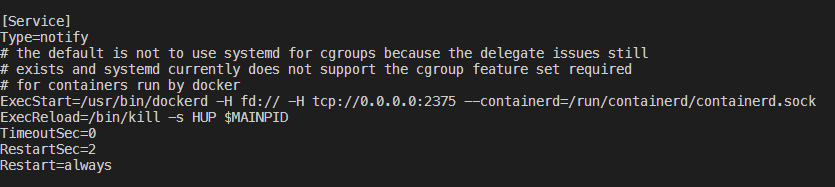 [Service]
Type=notify
# the default is not to use systemd for cgroups because the delegate issues still
# exists and systemd currently does not support the cgroup feature set required
# for containers run by docker
ExecStart=/usr/bin/dockerd -H fd:// -H tcp://0.0.0.0:2375 --containerd=/run/containerd/containerd.sock
ExecReload=/bin/kill -s HUP $MAINPID
TimeoutSec=0
RestartSec=2
Restart=always